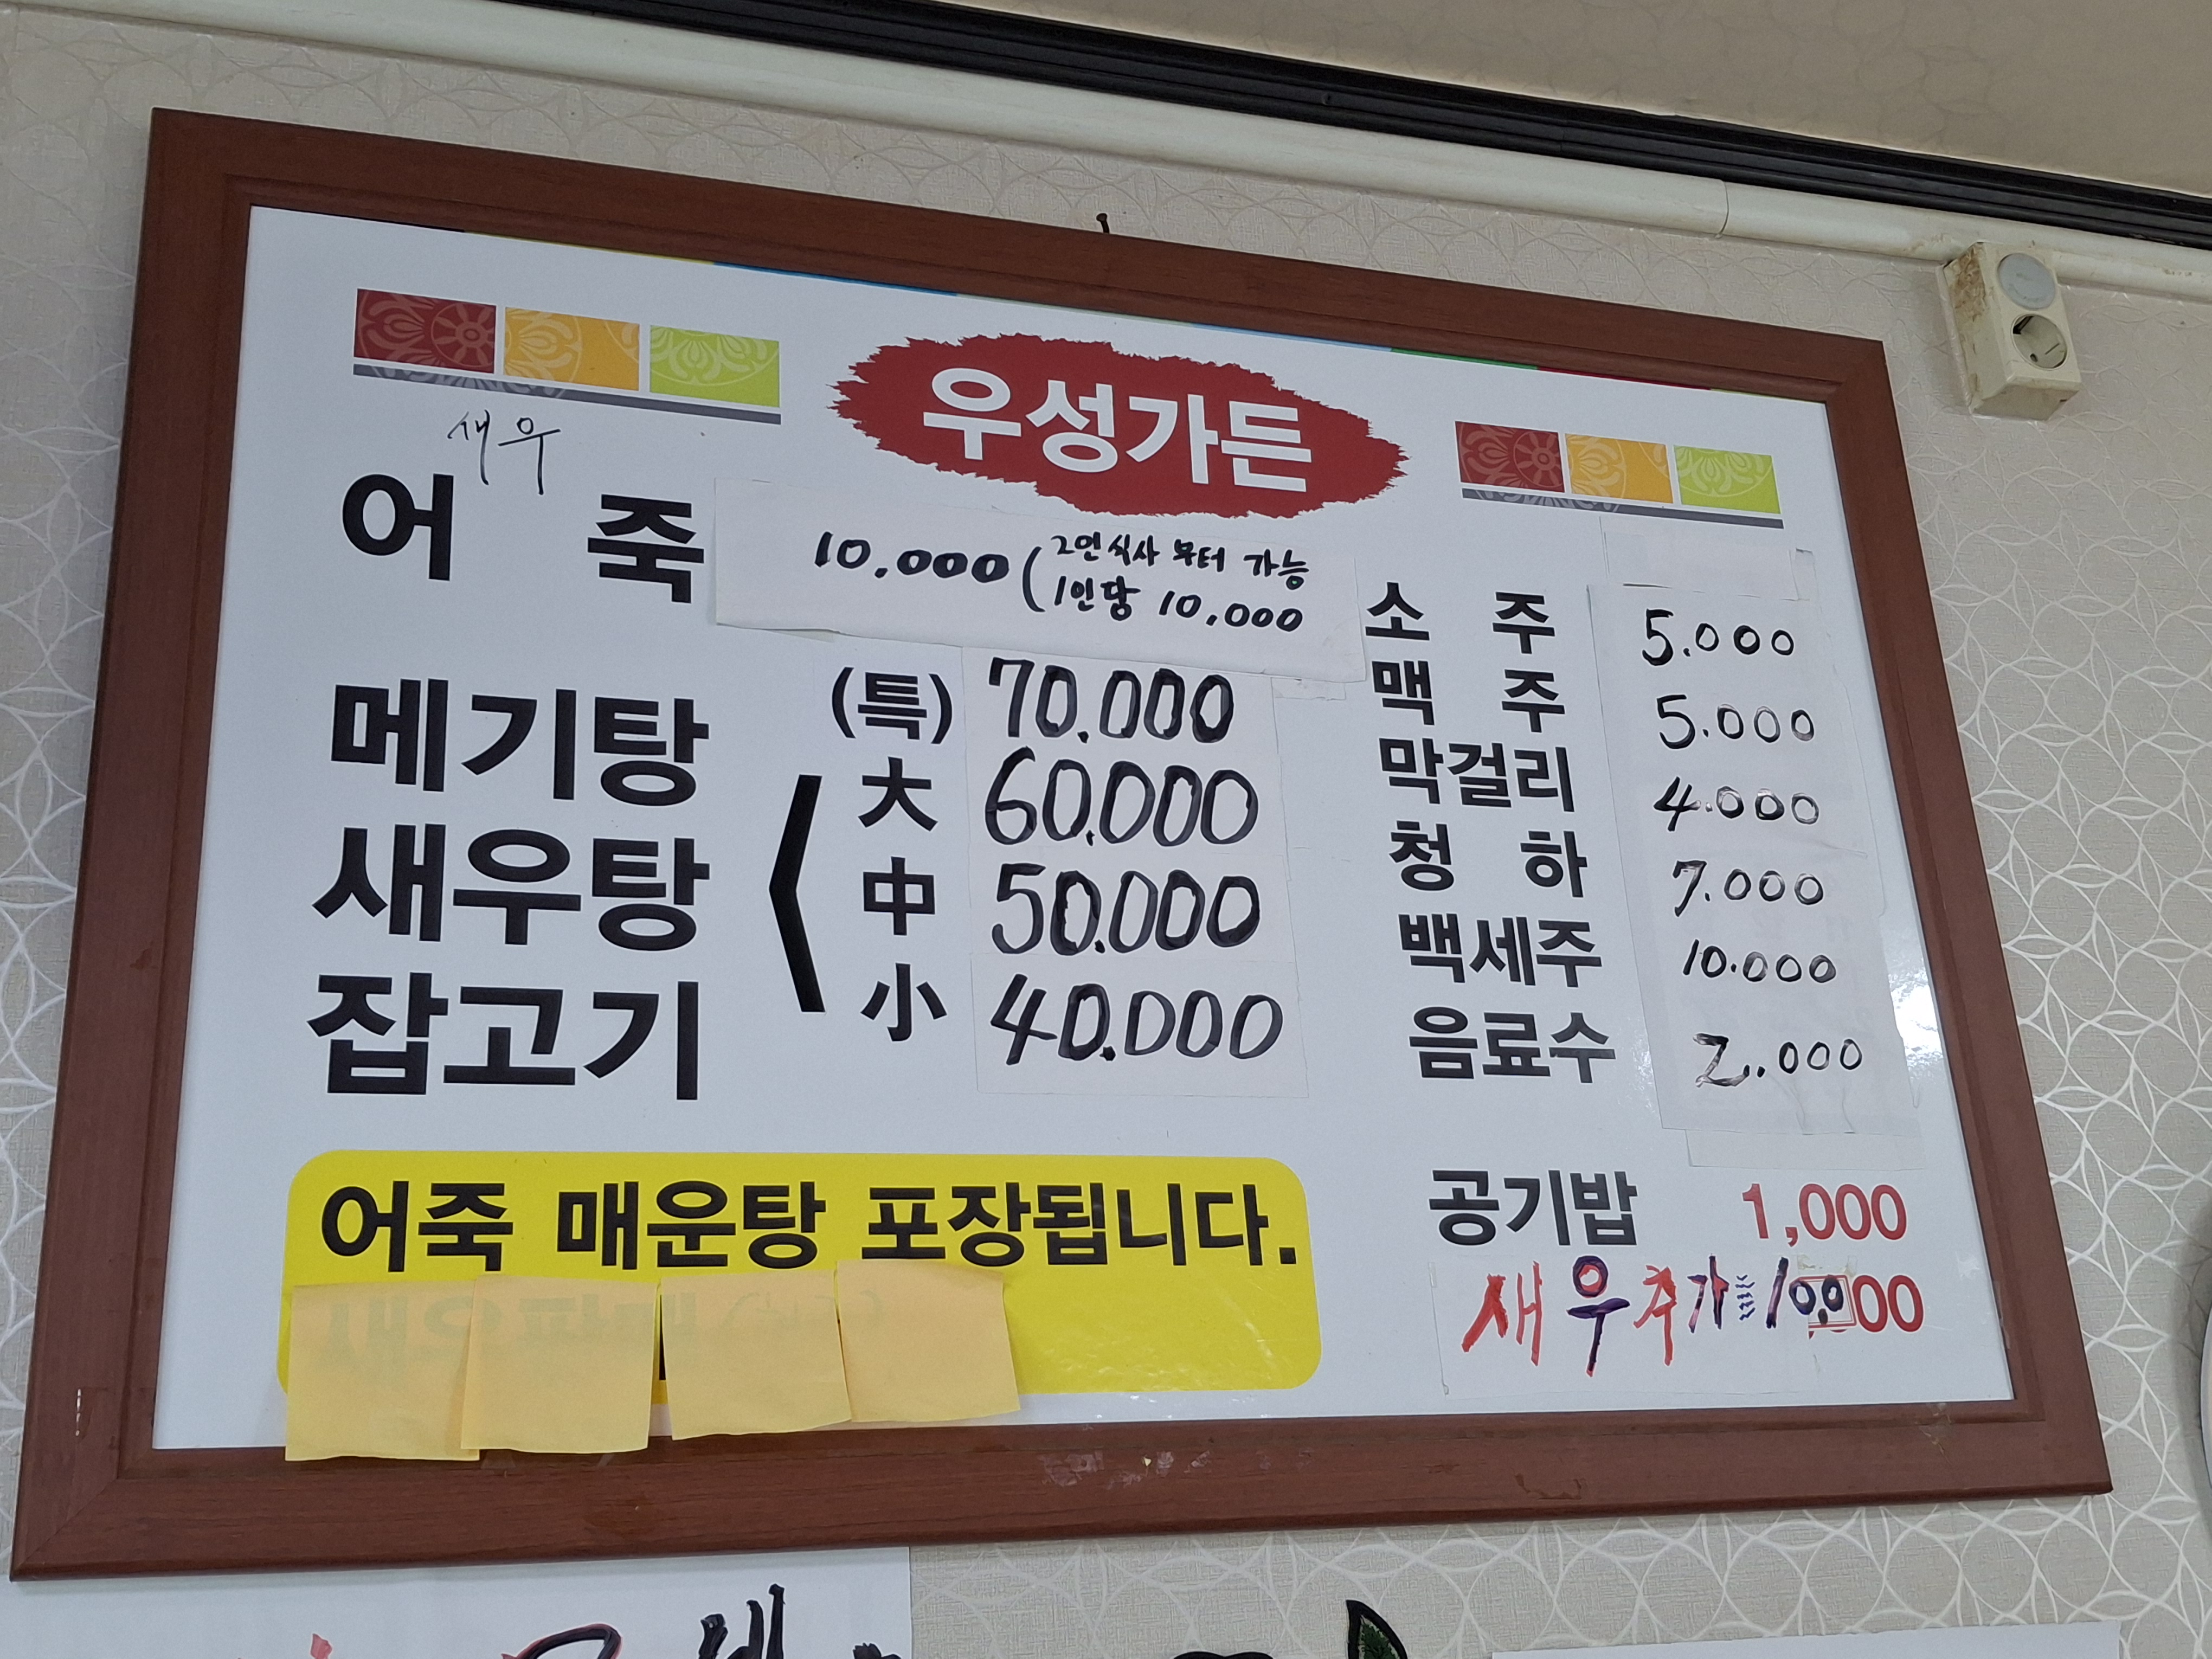 우성가든
새우
어 죽 10.000 (2인식사 부터 가능
1인당 10,000
메기탕
새우탕
잡고기
(특) 70.000
大 60.000
中 50.000
小 40.000
소 주 5.000
맥 주 5.000
막걸리 4.000
청 하 7.000
백세주 10.000
음료수 2.000
공기밥 1,000
새우추가 10.000
어죽 매운탕 포장됩니다.